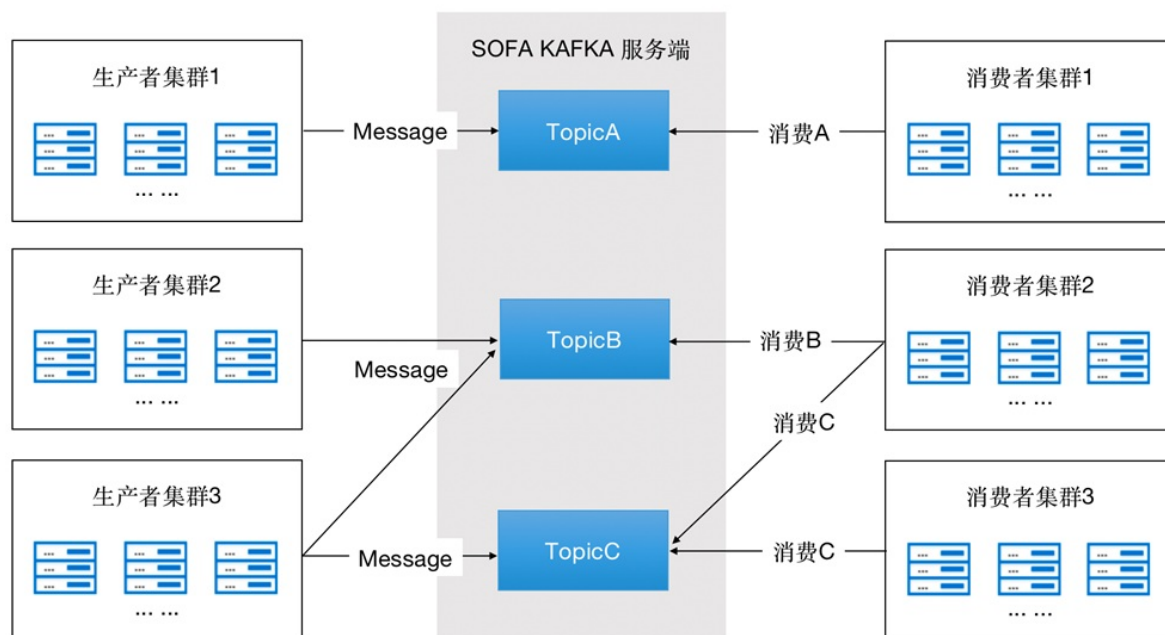 SOFA KAFKA 服务端
生产者集群1
... ...
Message
TopicA
消费A
消费者集群1
... ...
生产者集群2
... ...
Message
TopicB
消费B
消费C
消费者集群2
... ...
生产者集群3
... ...
Message
TopicC
消费C
消费者集群3
... ...